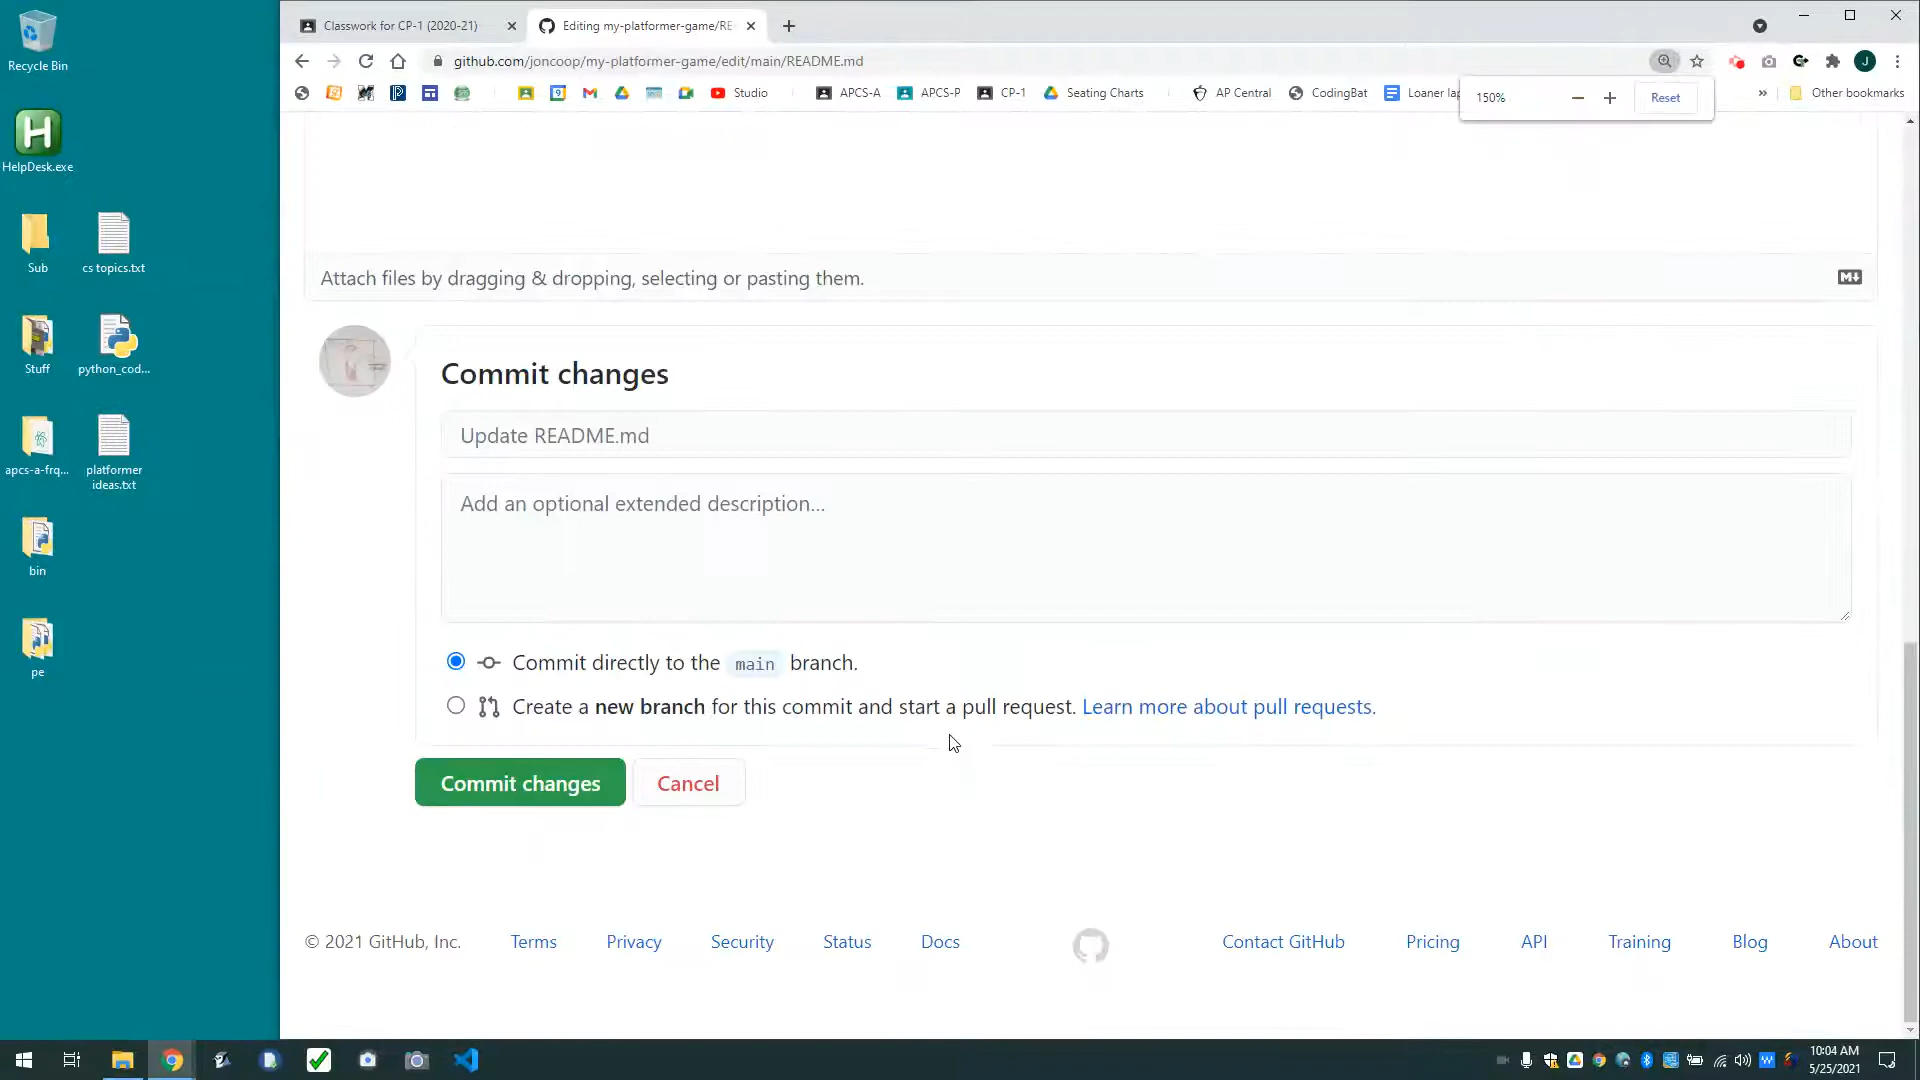 Recycle Bin
HelpDesk.exe
Sub
cs topics.txt
Stuff
python_cod...
apcs-a-frq...
platformer
ideas.txt
bin
pe
Classwork for CP-1 (2020-21)
Editing my-platformer-game/RE
github.com/joncoop/my-platformer-game/edit/main/README.md
J
Studio
APCS-A
APCS-P
CP-1
Seating Charts
AP Central
CodingBat
Loaner lap
Other bookmarks
150%
Reset
Attach files by dragging & dropping, selecting or pasting them.
Commit changes
Update README.md
Add an optional extended description...
Commit directly to the main branch.
Create a new branch for this commit and start a pull request. Learn more about pull requests.
Commit changes
Cancel
© 2021 GitHub, Inc.
Terms
Privacy
Security
Status
Docs
Contact GitHub
Pricing
API
Training
Blog
About
10:04 AM
5/25/2021